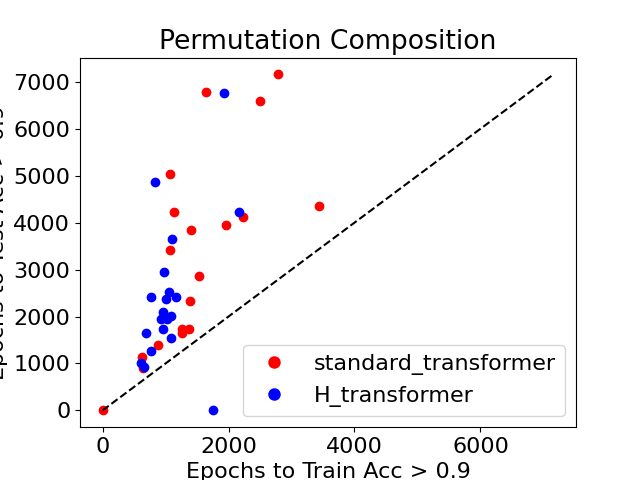 Permutation Composition
Epochs to Test Acc > 0.9
7000
6000
5000
4000
3000
2000
1000
0
standard_transformer
H_transformer
0
2000
4000
6000
Epochs to Train Acc > 0.9